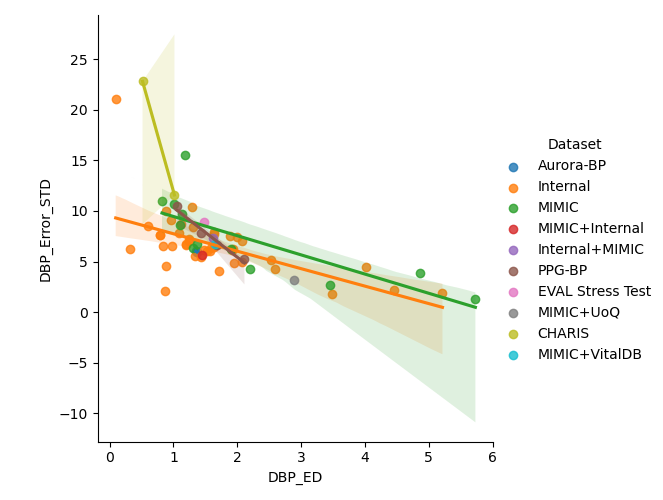 DBP_Error_STD
25
20
15
10
5
0
−5
−10
0 1 2 3 4 5 6
DBP_ED
Dataset
Aurora-BP
Internal
MIMIC
MIMIC+Internal
Internal+MIMIC
PPG-BP
EVAL Stress Test
MIMIC+UoQ
CHARIS
MIMIC+VitalDB